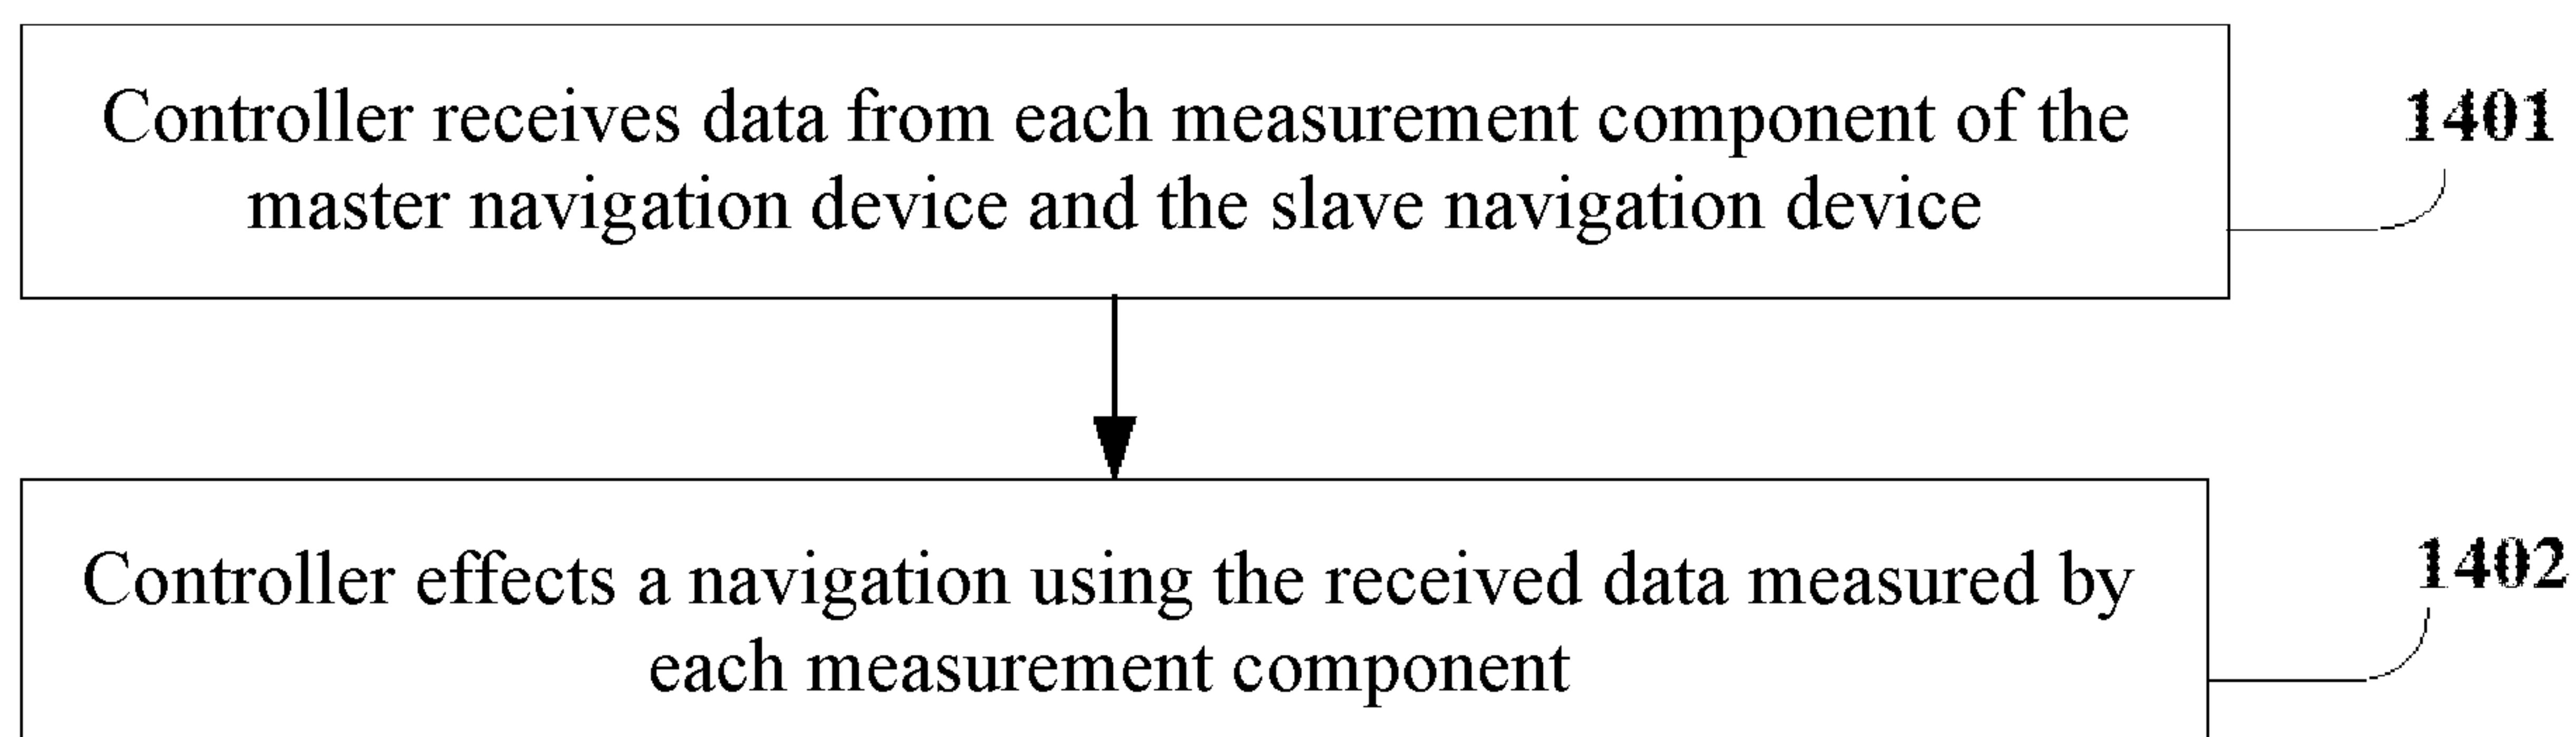 Controller receives data from each measurement component of the
master navigation device and the slave navigation device
1401
Controller effects a navigation using the received data measured by
each measurement component
1402